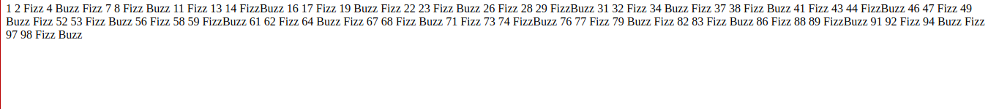 1 2 Fizz 4 Buzz Fizz 7 8 Fizz Buzz 11 Fizz 13 14 FizzBuzz 16 17 Fizz 19 Buzz Fizz 22 23 Fizz Buzz 26 Fizz 28 29 FizzBuzz 31 32 Fizz 34 Buzz Fizz 37 38 Fizz Buzz 41 Fizz 43 44 FizzBuzz 46 47 Fizz 49
Buzz Fizz 52 53 Fizz Buzz 56 Fizz 58 59 FizzBuzz 61 62 Fizz 64 Buzz Fizz 67 68 Fizz Buzz 71 Fizz 73 74 FizzBuzz 76 77 Fizz 79 Buzz Fizz 82 83 Fizz Buzz 86 Fizz 88 89 FizzBuzz 91 92 Fizz 94 Buzz Fizz
97 98 Fizz Buzz